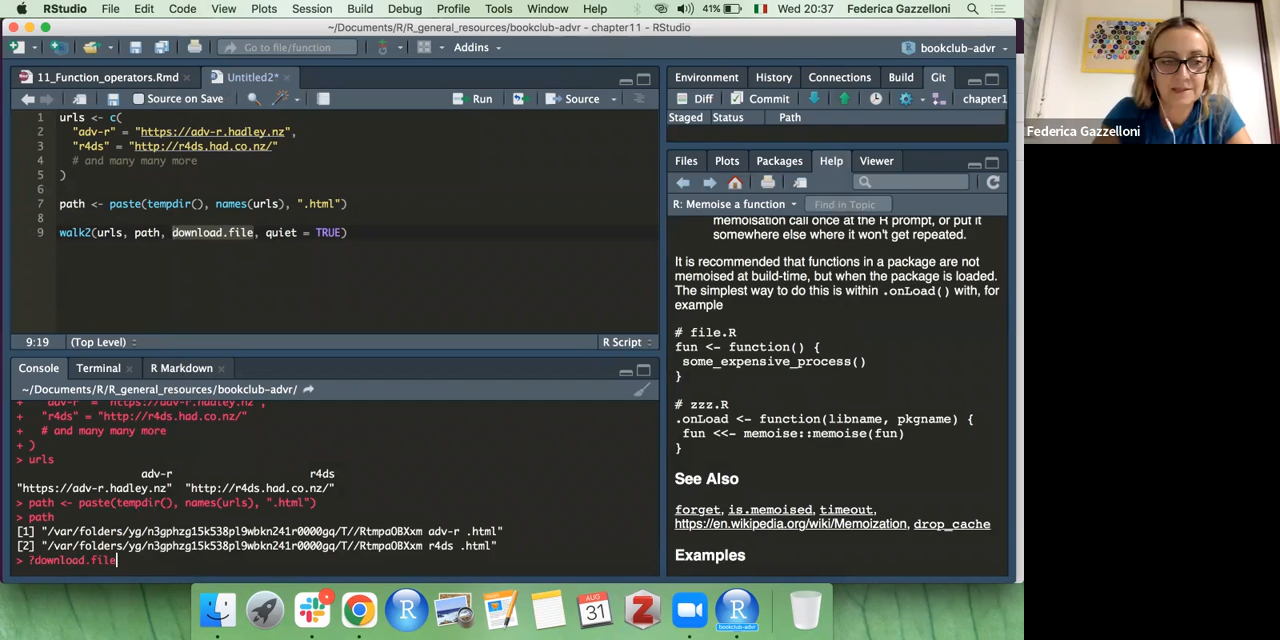 RStudio File Edit Code View Plots Session Build Debug Profile Tools Window Help 41% Wed 20:37 Federica Gazzelloni
~/Documents/R/R_general_resources/bookclub-advr - chapter11 - RStudio
Go to file/function Addins bookclub-advr
11_Function_operators.Rmd Untitled2*
Source on Save Run Source
1 urls <- c(
2 "adv-r" = "https://adv-r.hadley.nz",
3 "r4ds" = "http://r4ds.had.co.nz/"
4 # and many many more
5 )
6
7 path <- paste(tempdir(), names(urls), ".html")
8
9 walk2(urls, path, download.file, quiet = TRUE)
9:19 (Top Level) R Script
Console Terminal R Markdown
~/Documents/R/R_general_resources/bookclub-advr/
+ "adv-r" = "https://adv-r.hadley.nz",
+ "r4ds" = "http://r4ds.had.co.nz/"
+ # and many many more
+ )
> urls
adv-r r4ds
"https://adv-r.hadley.nz" "http://r4ds.had.co.nz/"
> path <- paste(tempdir(), names(urls), ".html")
> path
[1] "/var/folders/yg/n3gphzg15k538pl9wbkn241r0000gq/T//RtmpaOBXxm adv-r .html"
[2] "/var/folders/yg/n3gphzg15k538pl9wbkn241r0000gq/T//RtmpaOBXxm r4ds .html"
> ?download.file
Environment History Connections Build Git
Diff Commit chapter1
Staged Status Path
Files Plots Packages Help Viewer
R: Memoise a function Find in Topic
memoisation call once at the R prompt, or put it
somewhere else where it won't get repeated.
It is recommended that functions in a package are not
memoised at build-time, but when the package is loaded.
The simplest way to do this is within .onLoad() with, for
example
# file.R
fun <- function() {
some_expensive_process()
}
# zzz.R
.onLoad <- function(libname, pkgname) {
fun <<- memoise::memoise(fun)
}
See Also
forget, is.memoised, timeout,
https://en.wikipedia.org/wiki/Memoization, drop_cache
Examples
AUG
31
bookclub-advr
Federica Gazzelloni